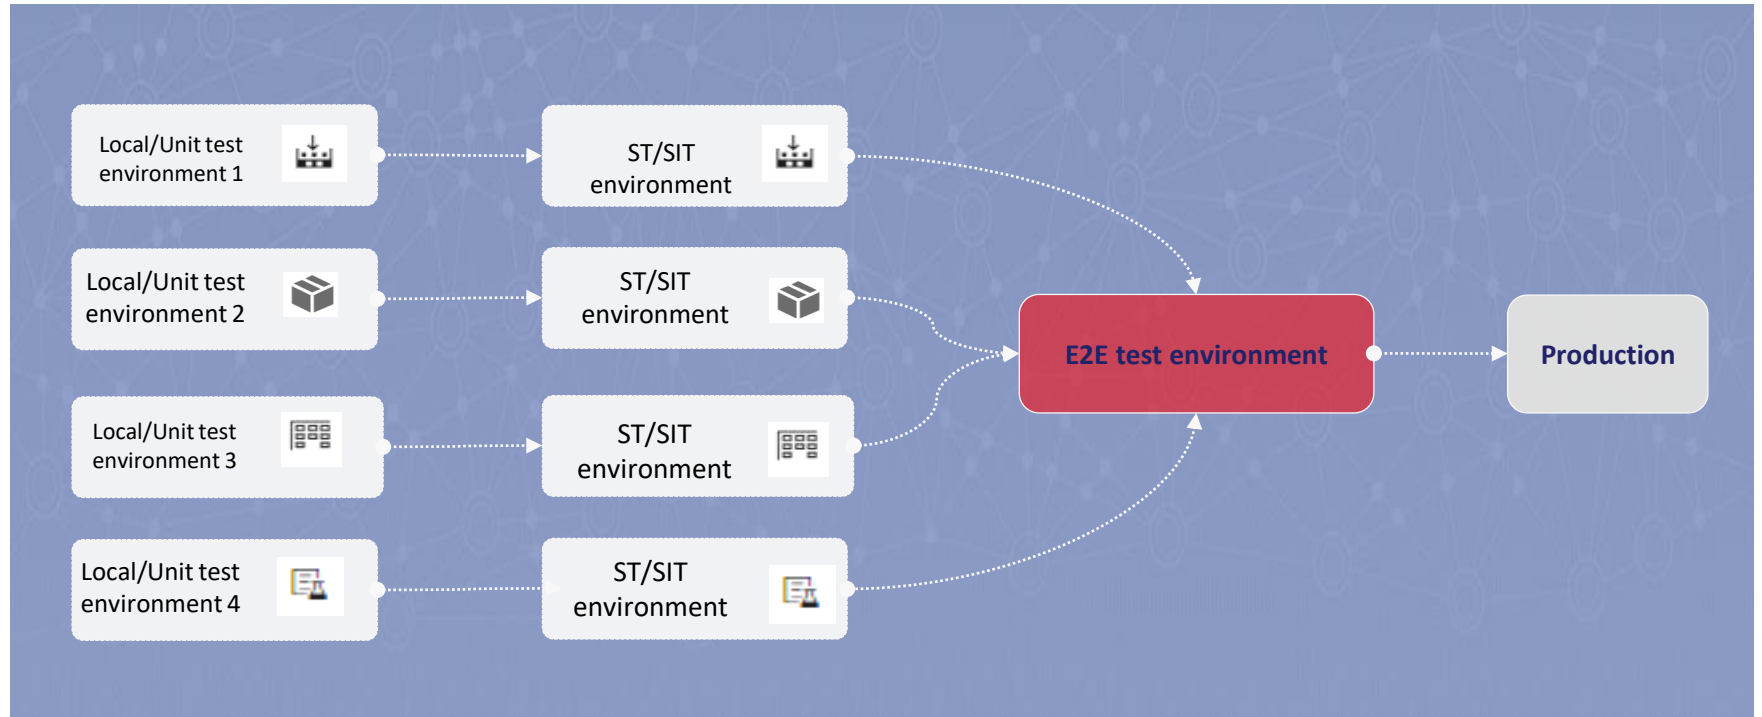 Local/Unit test
environment 1
ST/SIT
environment
Local/Unit test
environment 2
ST/SIT
environment
E2E test environment
Production
Local/Unit test
environment 3
ST/SIT
environment
Local/Unit test
environment 4
ST/SIT
environment